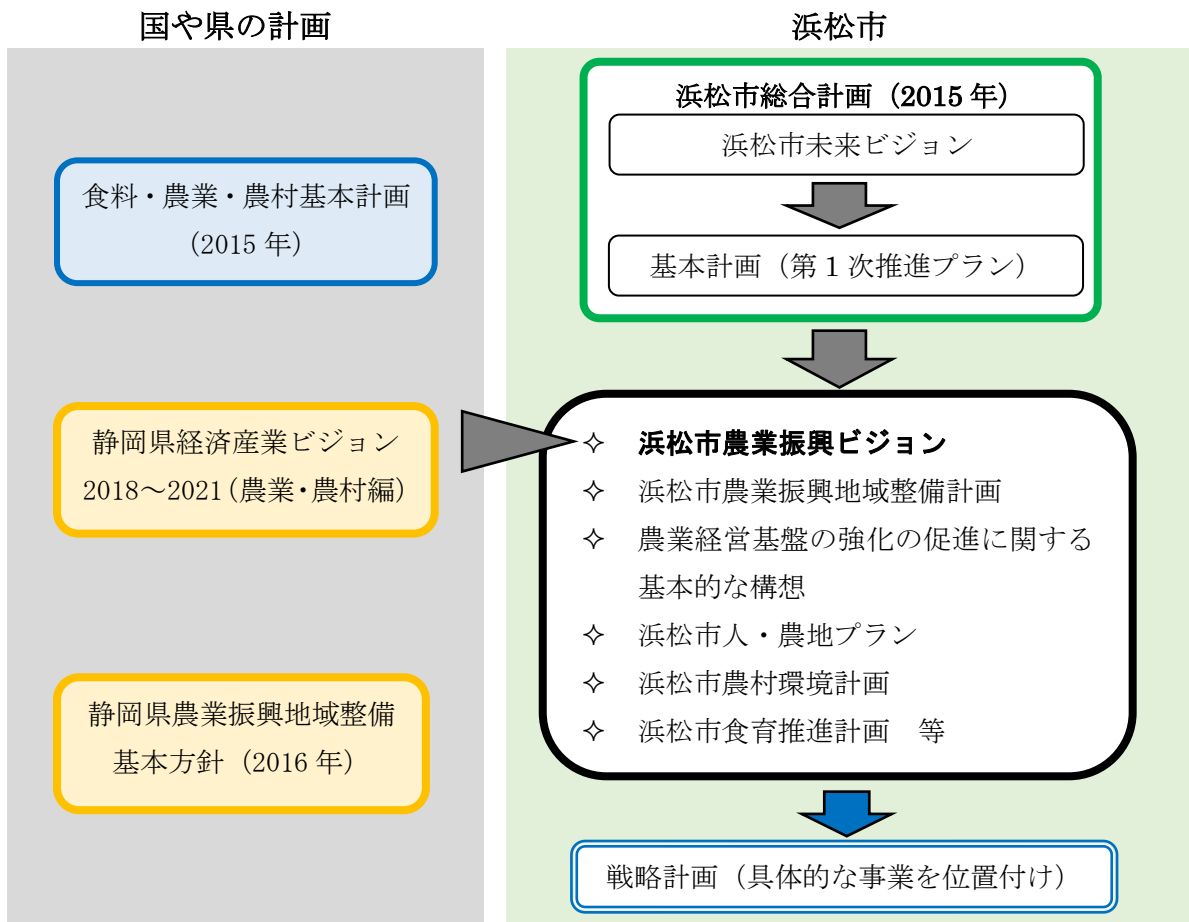 国や県の計画
食料・農業・農村基本計画
（2015 年）
静岡県経済産業ビジョン
2018～2021（農業・農村編）
静岡県農業振興地域整備
基本方針（2016 年）
浜松市
浜松市総合計画（2015 年）
浜松市未来ビジョン
基本計画（第１次推進プラン）
✧ 浜松市農業振興ビジョン
✧ 浜松市農業振興地域整備計画
✧ 農業経営基盤の強化の促進に関する
基本的な構想
✧ 浜松市人・農地プラン
✧ 浜松市農村環境計画
✧ 浜松市食育推進計画　等
戦略計画（具体的な事業を位置付け）